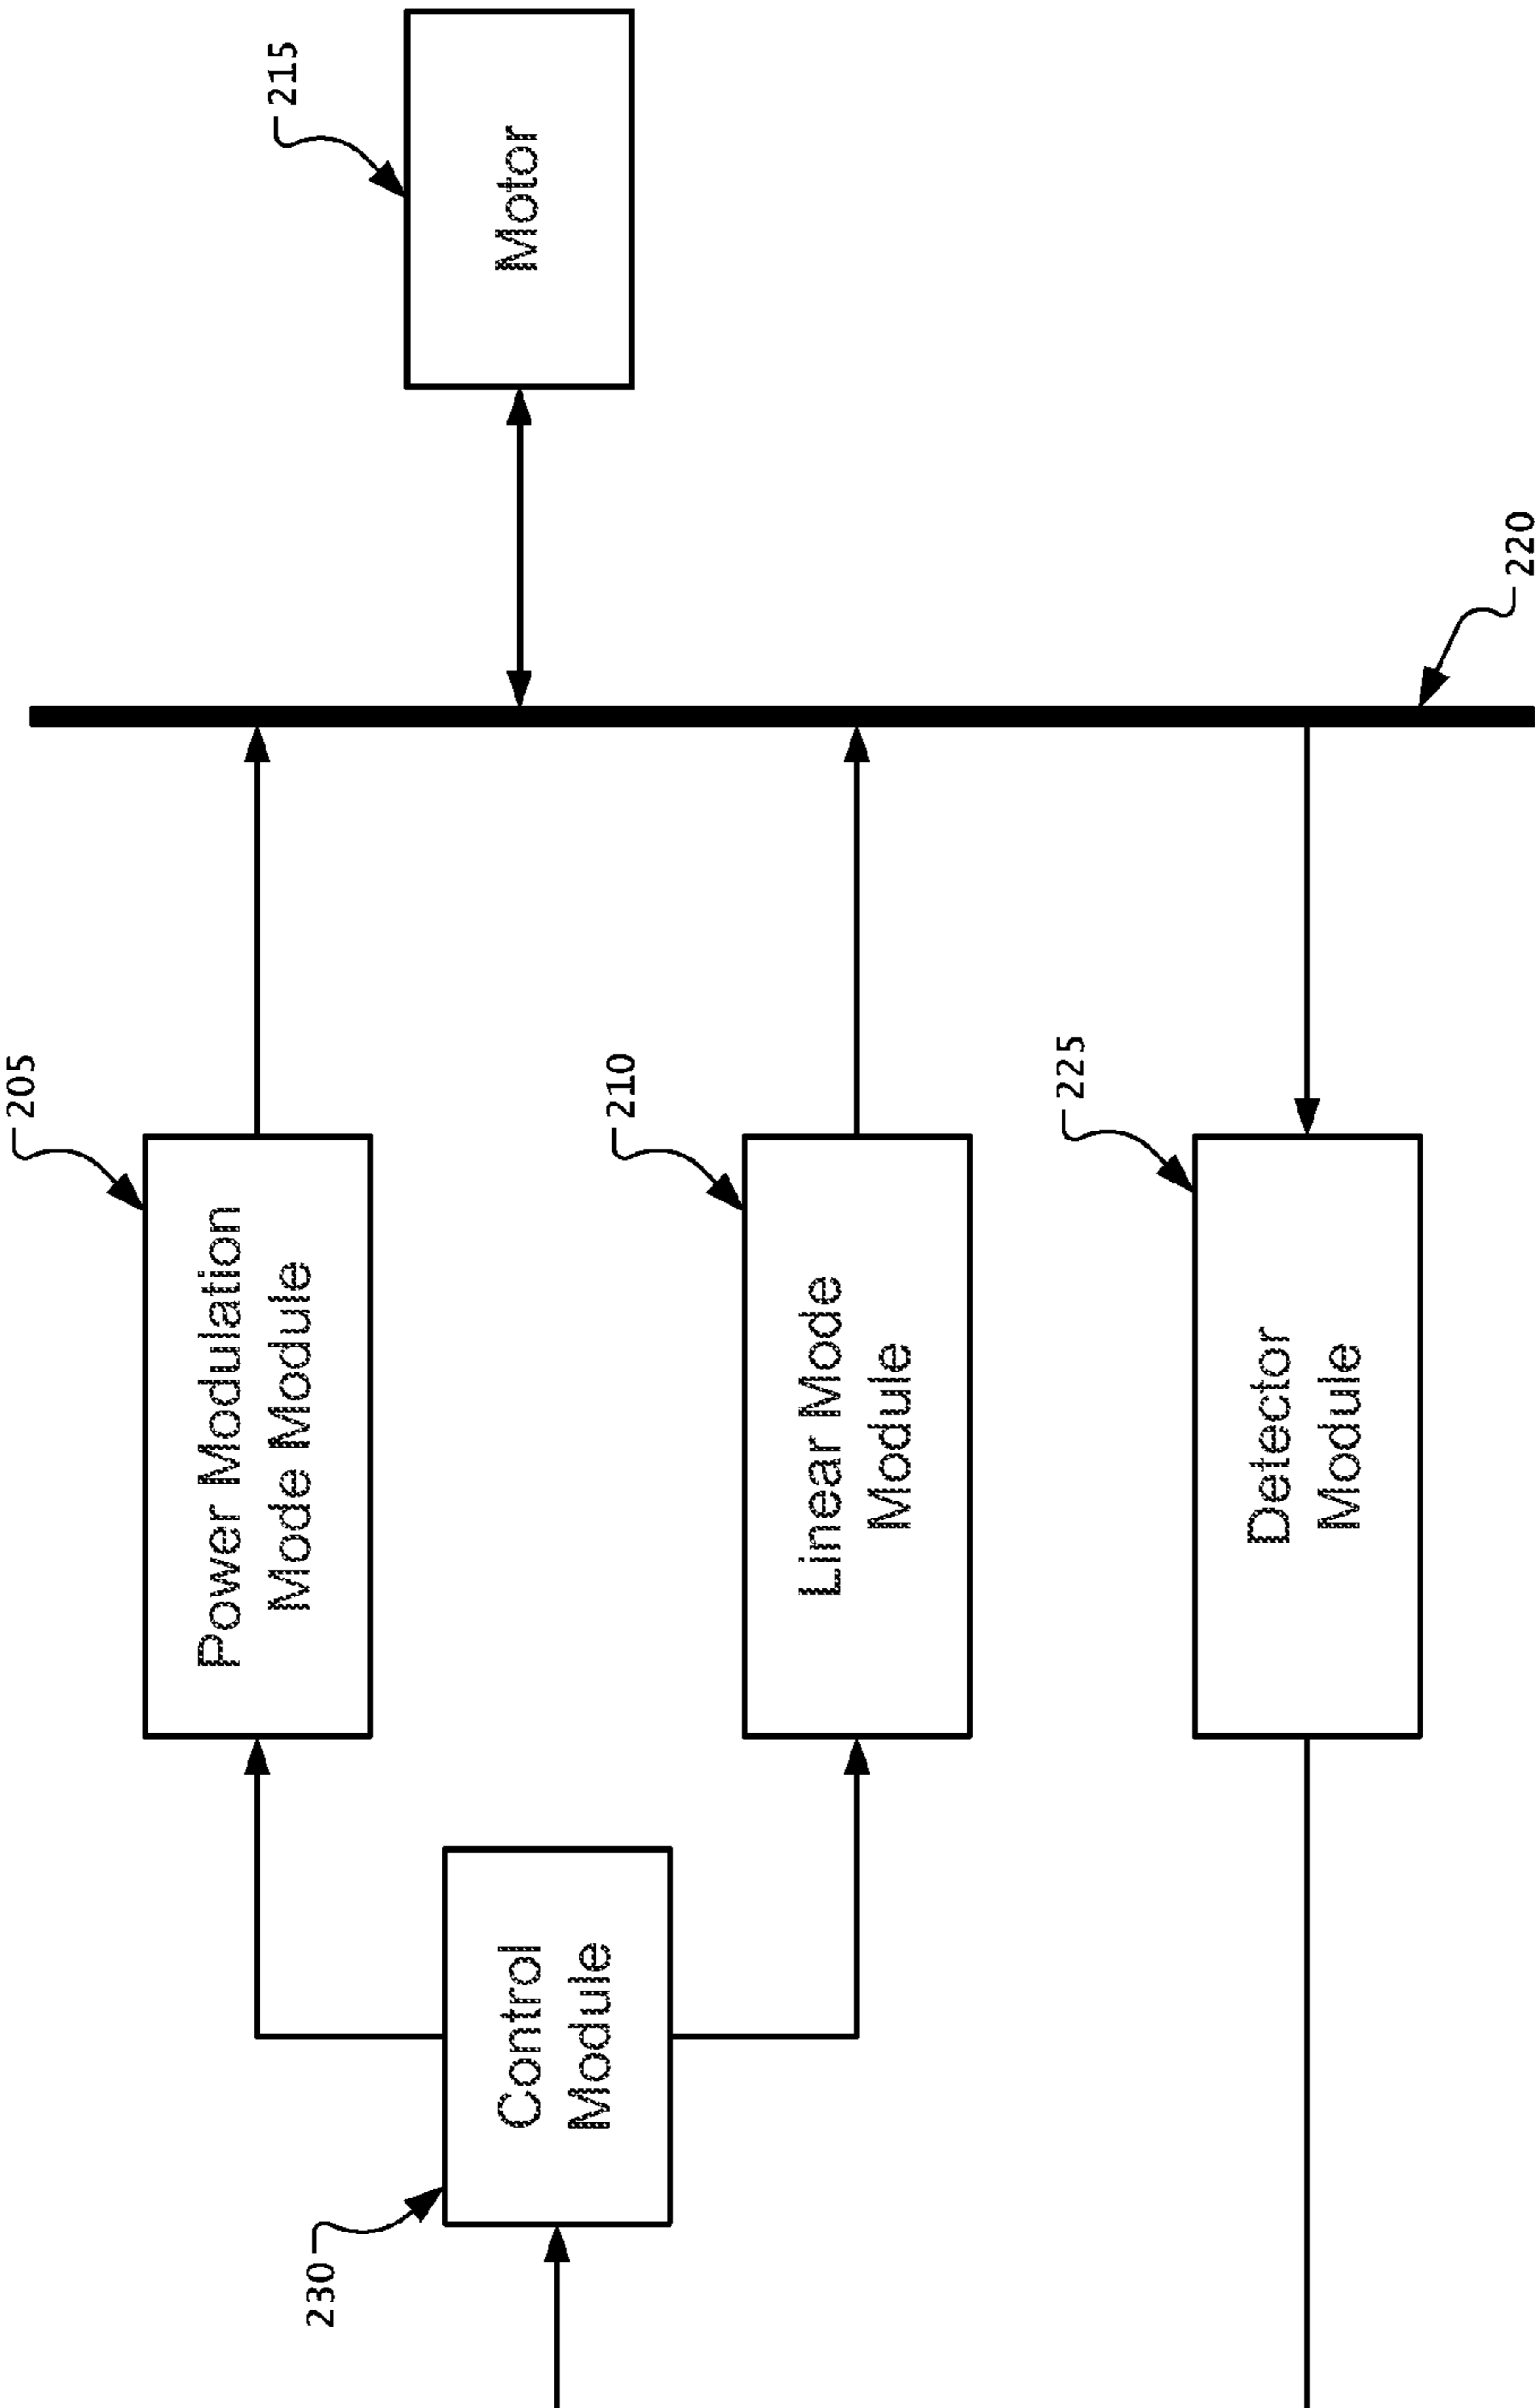 205
Power Modulation
Mode Module
215
Motor
230
Control
Module
210
Linear Mode
Module
225
Detector
Module
220